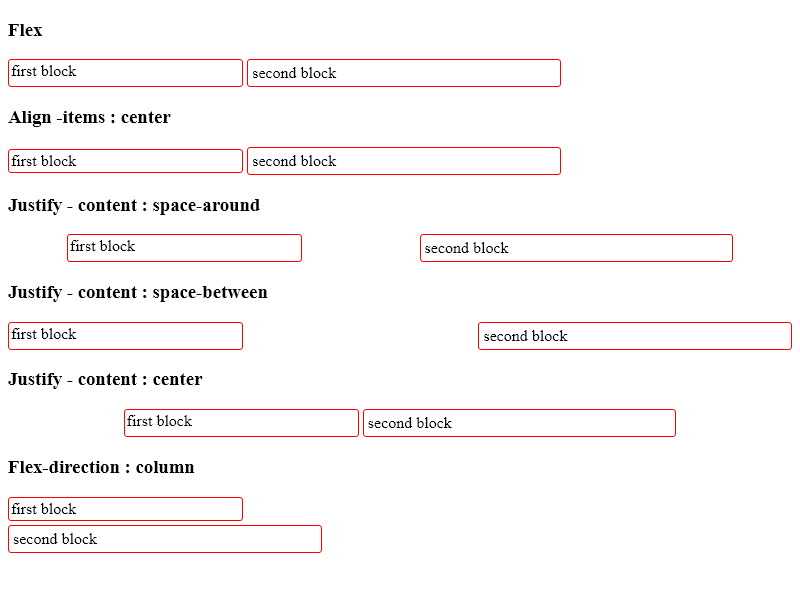 Flex
first block second block
Align -items : center
first block second block
Justify - content : space-around
first block second block
Justify - content : space-between
first block second block
Justify - content : center
first block second block
Flex-direction : column
first block
second block